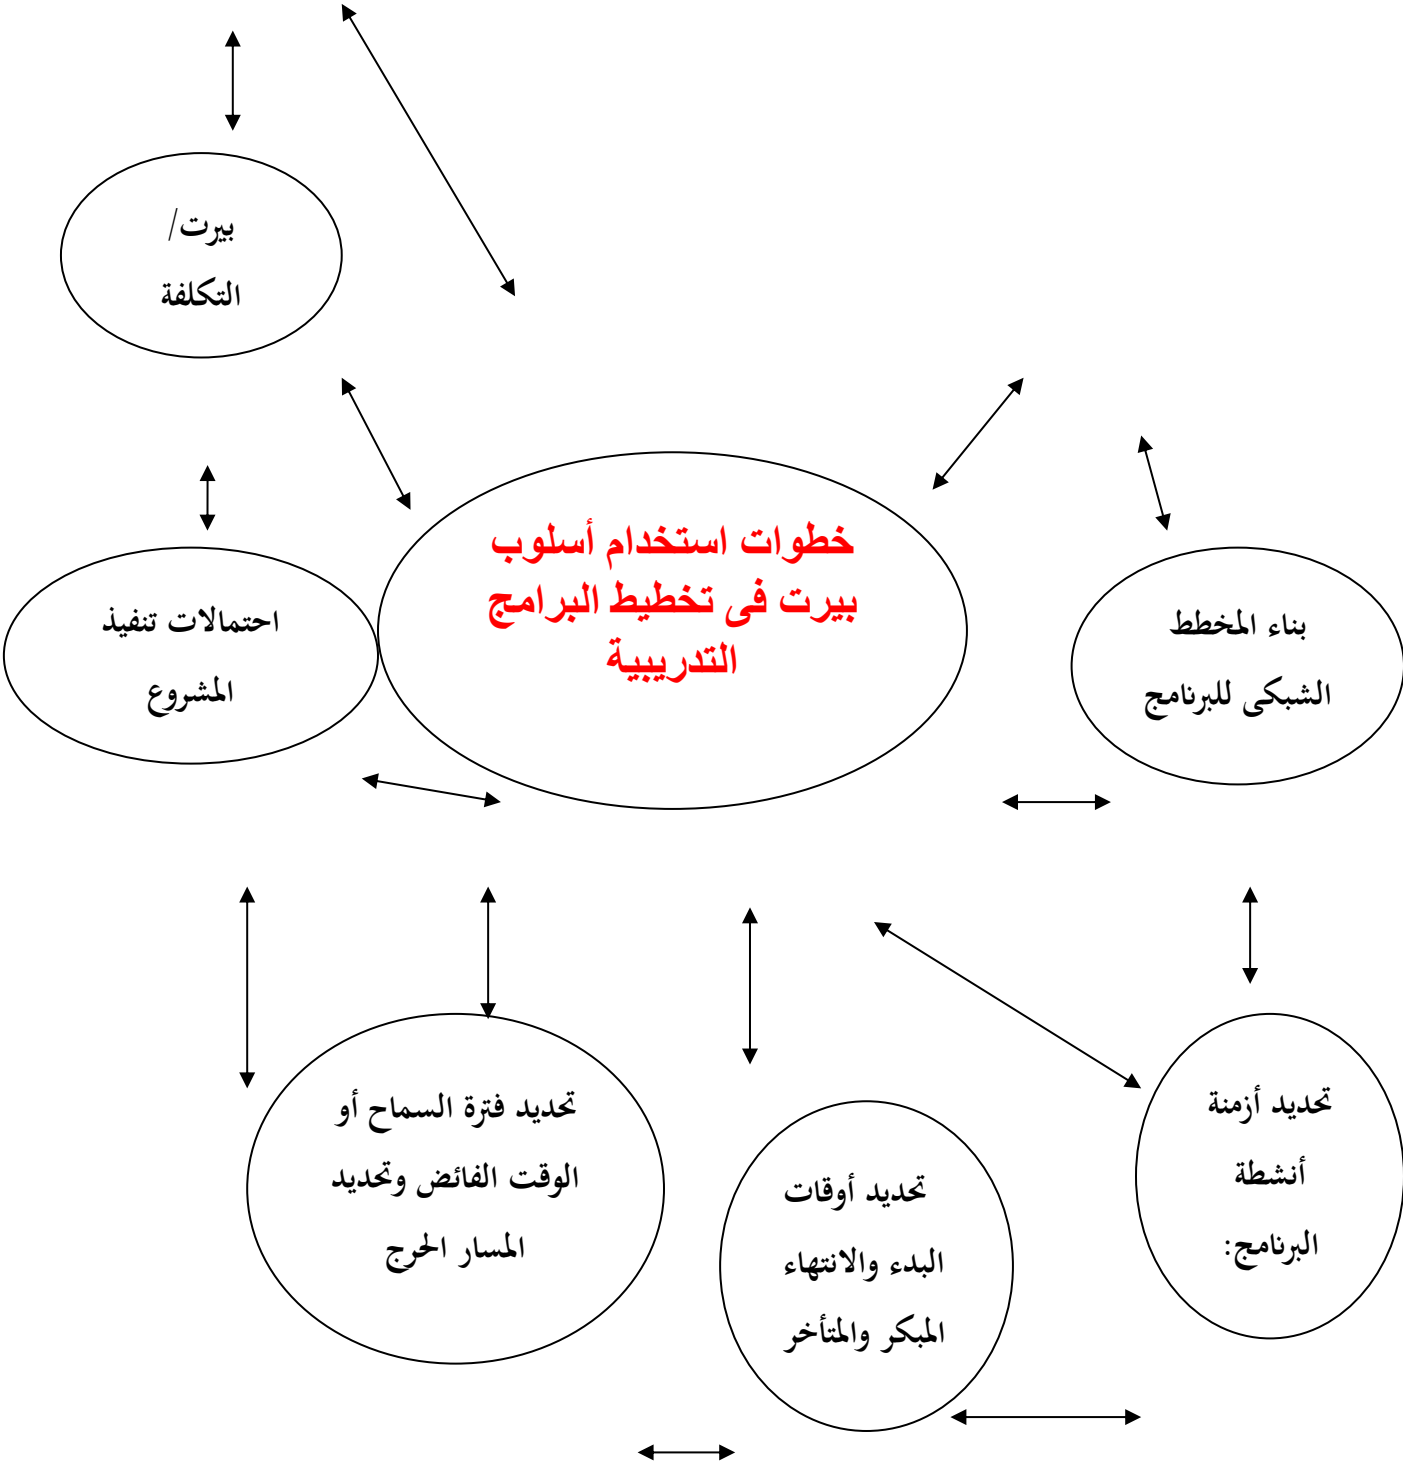 بيرت/
التكلفة
خطوات استخدام أسلوب
بيرت فى تخطيط البرامج
التدريبية
بناء المخطط
الشبكى للبرنامج
احتمالات تنفيذ
المشروع
تحديد أزمنة
أنشطة
البرنامج:
تحديد أوقات
البدء والانتهاء
المبكر والمتأخر
تحديد فترة السماح أو
الوقت الفائض وتحديد
المسار الحرج